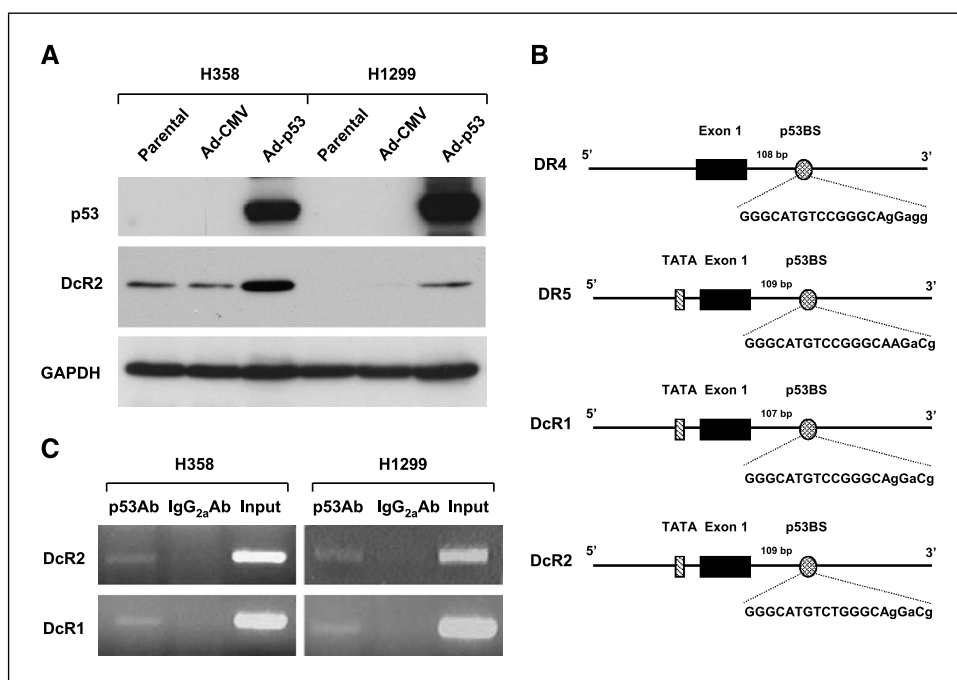 A
H358 H1299
Parental Ad-CMV Ad-p53 Parental Ad-CMV Ad-p53
p53
DcR2
GAPDH
B
Exon 1 p53BS
5’ 108 bp 3’
DR4
GGGCATGTCCGGGCAgGagg
TATA Exon 1 p53BS
5’ 109 bp 3’
DR5
GGGCATGTCCGGGCAAGaCg
TATA Exon 1 p53BS
5’ 107 bp 3’
DcR1
GGGCATGTCCGGGCAgGaCg
TATA Exon 1 p53BS
5’ 109 bp 3’
DcR2
GGGCATGTCTGGGCAgGaCg
C
H358 H1299
p53Ab IgG2aAb Input p53Ab IgG2aAb Input
DcR2
DcR1